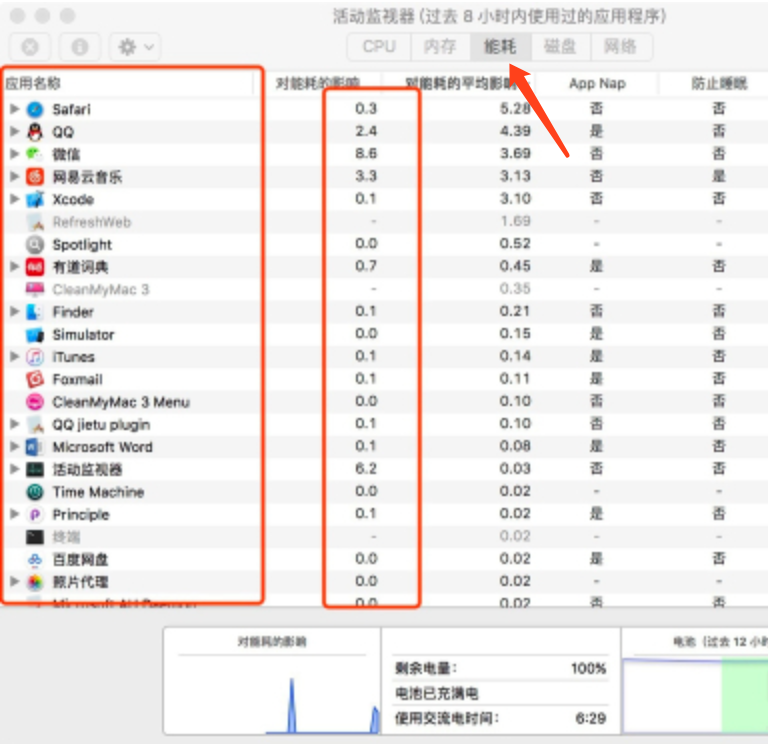 活动监视器 (过去 8 小时内使用过的应用程序)
CPU 内存 能耗 磁盘 网络
应用名称 对能耗的影响 对能耗的平均影响 App Nap 防止睡眠
Safari 0.3 5.28 否 否
QQ 2.4 4.39 是 否
微信 8.6 3.69 否 否
网易云音乐 3.3 3.13 否 是
Xcode 0.1 3.10 否 否
RefreshWeb - 1.69 - -
Spotlight 0.0 0.52 - -
有道词典 0.7 0.45 是 否
CleanMyMac 3 - 0.35 - -
Finder 0.1 0.21 否 否
Simulator 0.0 0.15 是 否
iTunes 0.1 0.14 是 否
Foxmail 0.1 0.11 是 否
CleanMyMac 3 Menu 0.0 0.10 否 否
QQ jietu plugin 0.1 0.10 否 否
Microsoft Word 0.1 0.08 是 否
活动监视器 6.2 0.03 否 否
Time Machine 0.0 0.02 - -
Principle 0.1 0.02 是 否
终端 - 0.02 - -
百度网盘 0.0 0.02 是 否
照片代理 0.0 0.02 - -
Microsoft AU Daemon 0.0 0.02 否 否
对能耗的影响 电池 (过去 12 小
剩余电量: 100%
电池已充满电
使用交流电时间: 6:29